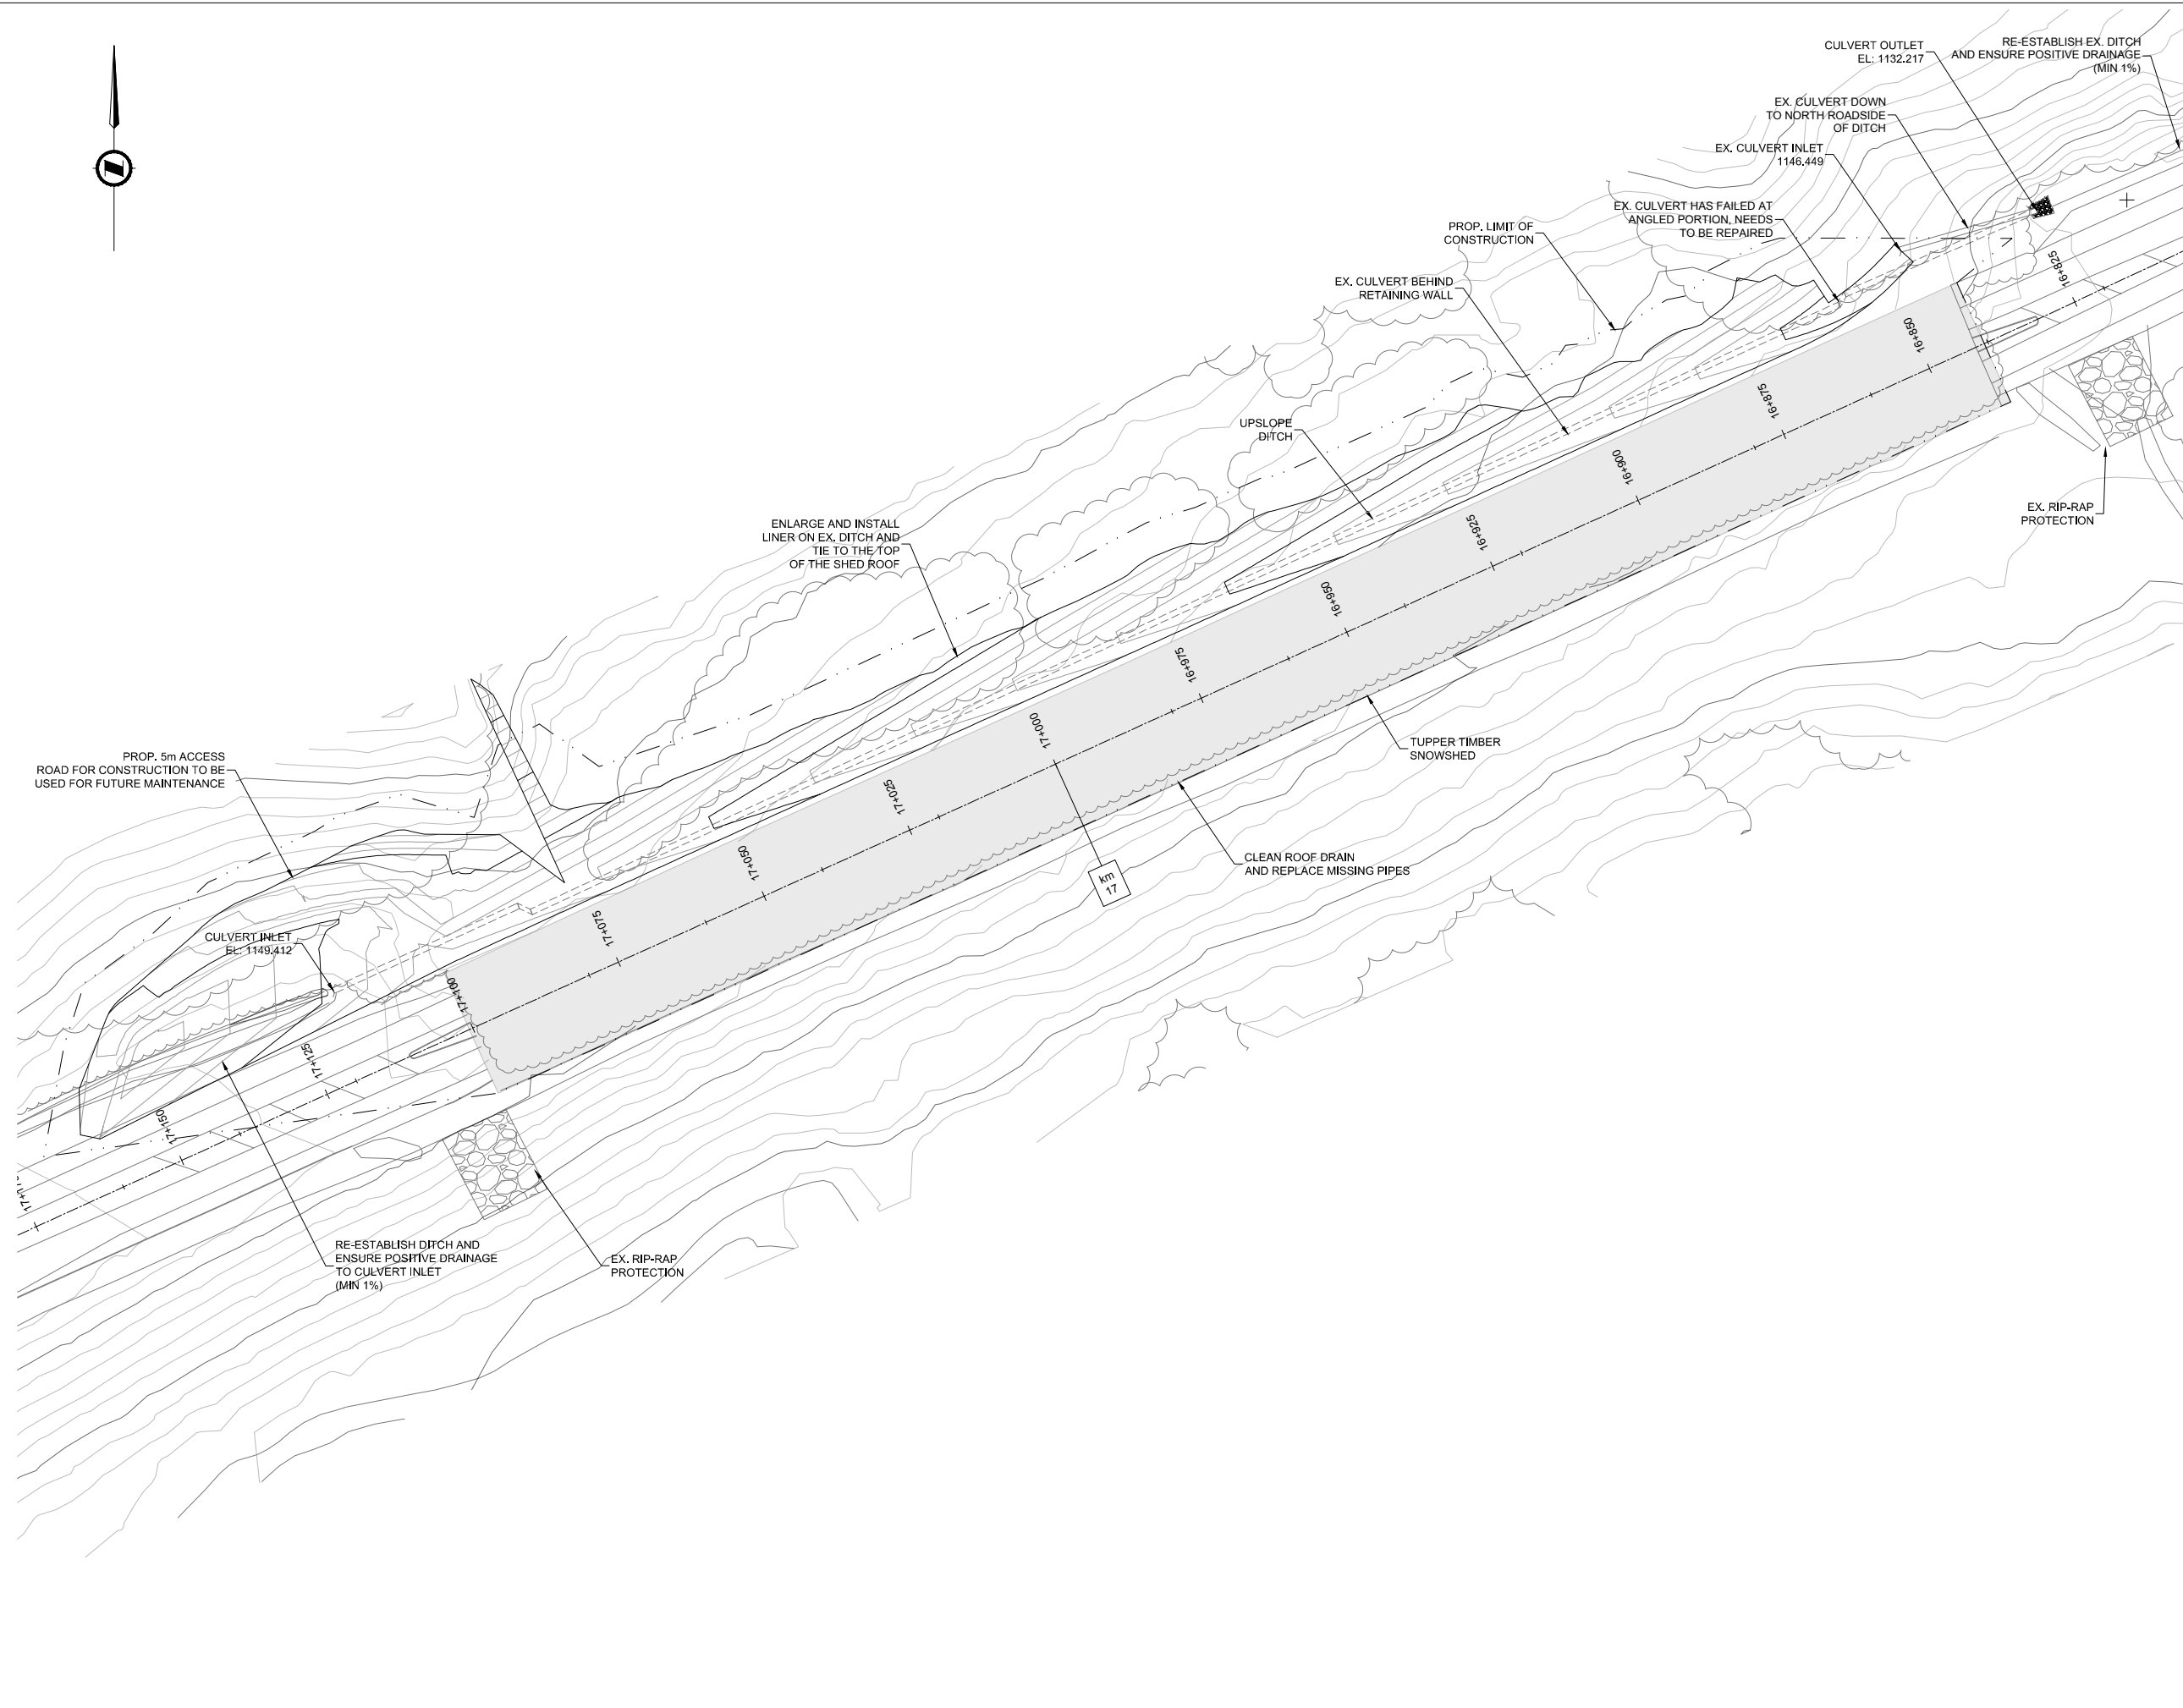 CULVERT OUTLET
EL: 1132.217
RE-ESTABLISH EX. DITCH
AND ENSURE POSITIVE DRAINAGE
(MIN 1%)
EX. CULVERT DOWN
TO NORTH ROADSIDE
OF DITCH
EX. CULVERT INLET
1146.449
EX. CULVERT HAS FAILED AT
ANGLED PORTION, NEEDS
TO BE REPAIRED
PROP. LIMIT OF
CONSTRUCTION
EX. CULVERT BEHIND
RETAINING WALL
UPSLOPE
DITCH
ENLARGE AND INSTALL
LINER ON EX. DITCH AND
TIE TO THE TOP
OF THE SHED ROOF
PROP. 5m ACCESS
ROAD FOR CONSTRUCTION TO BE
USED FOR FUTURE MAINTENANCE
CULVERT INLET
EL: 1149.412
16+825
16+850
16+875
16+900
16+925
16+950
16+975
17+000
17+025
17+050
17+075
17+100
17+125
17+150
EX. RIP-RAP
PROTECTION
TUPPER TIMBER
SNOWSHED
CLEAN ROOF DRAIN
AND REPLACE MISSING PIPES
km
17
RE-ESTABLISH DITCH AND
ENSURE POSITIVE DRAINAGE
TO CULVERT INLET
(MIN 1%)
EX. RIP-RAP
PROTECTION